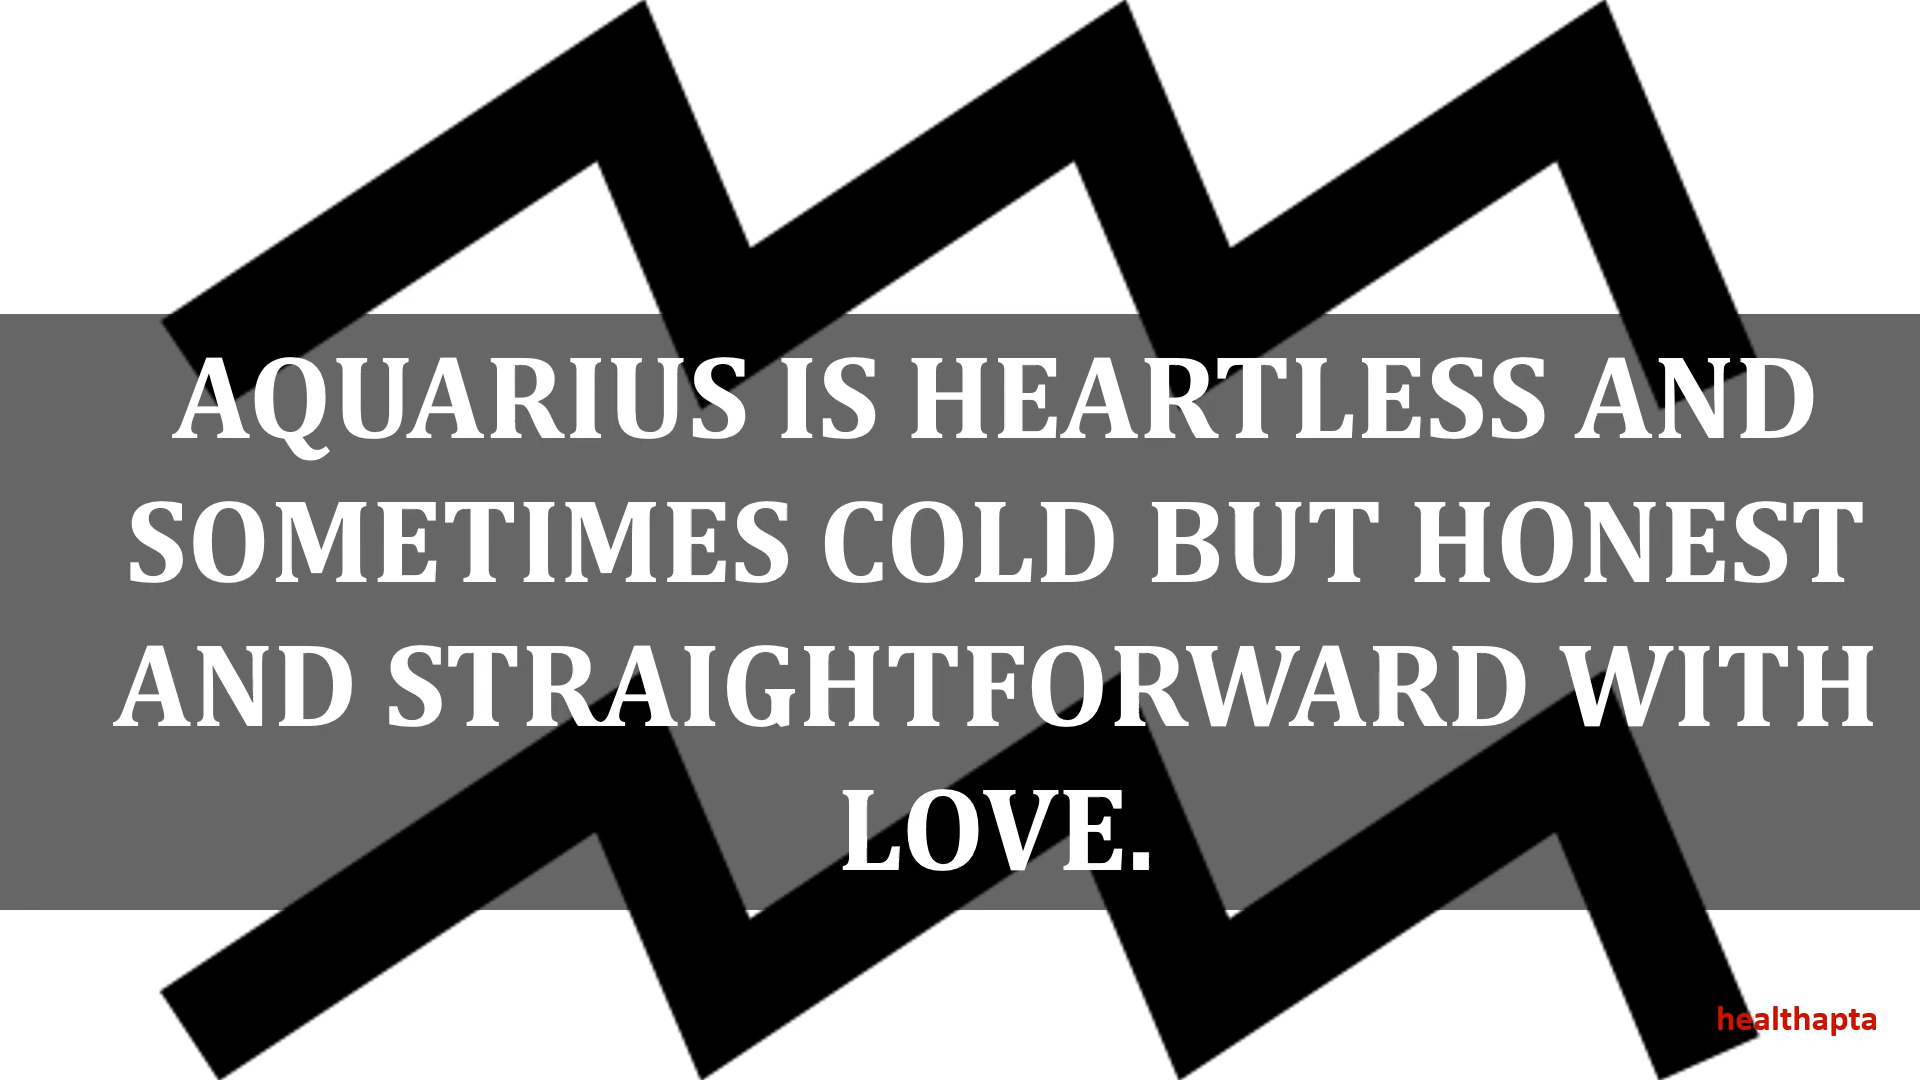 AQUARIUS IS HEARTLESS AND
SOMETIMES COLD BUT HONEST
AND STRAIGHTFORWARD WITH
LOVE.
healthapta